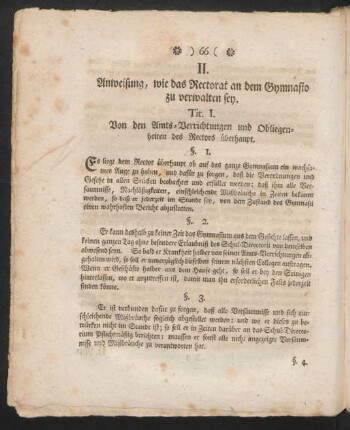 ❋ ) 66 ( ❋
II.
Anweisung, wie das Rectorat an dem Gymnasio
zu verwalten sey.
Tit. I.
Von den Amts-Verrichtungen und Obliegen-
heiten des Rectors überhaupt.
§. 1.
Es liegt dem Rector überhaupt ob auf das ganze Gymnasium ein wachsa-
mes Auge zu haben, und dafür zu sorgen, daß die Verordnungen und
Gesetze in allen Stücken beobachtet und erfüllet werden; daß ihm alle Ver-
säumnisse, Nachläßigkeiten, einschleichende Mißbräuche in Zeiten bekannt
werden, so daß er jederzeit im Stande sey, von dem Zustand des Gymnasii
einen wahrhaften Bericht abzustatten.
§. 2.
Er kann deshalb zu keiner Zeit das Gymnasium aus dem Gesichte lassen, und
keinen ganzen Tag ohne besondere Erlaubniß des Schul-Directorii von demselben
abwesend seyn. So bald er Krankheit halber von seinen Amts-Verrichtungen ab-
gehalten wird, so soll er unverzüglich dieselben seinem nächsten Collegen auftragen.
Wenn er Geschäfte halber aus dem Hause geht, so soll er bey den Seinigen
hinterlassen, wo er anzutreffen ist, damit man ihn erforderlichen Falls jederzeit
finden könne.
§. 3.
Er ist verbunden dafür zu sorgen, daß alle Versäumnisse und sich ein-
schleichende Mißbräuche sogleich abgestellet werden; und wo er dieses zu be-
würken nicht im Stande ist; so soll er in Zeiten darüber an das Schul-Directo-
rium Pflichtmäßig berichten; maassen er sonst alle nicht angezeigte Versäum-
nisse und Mißbräuche zu verantworten hat.
§. 4.